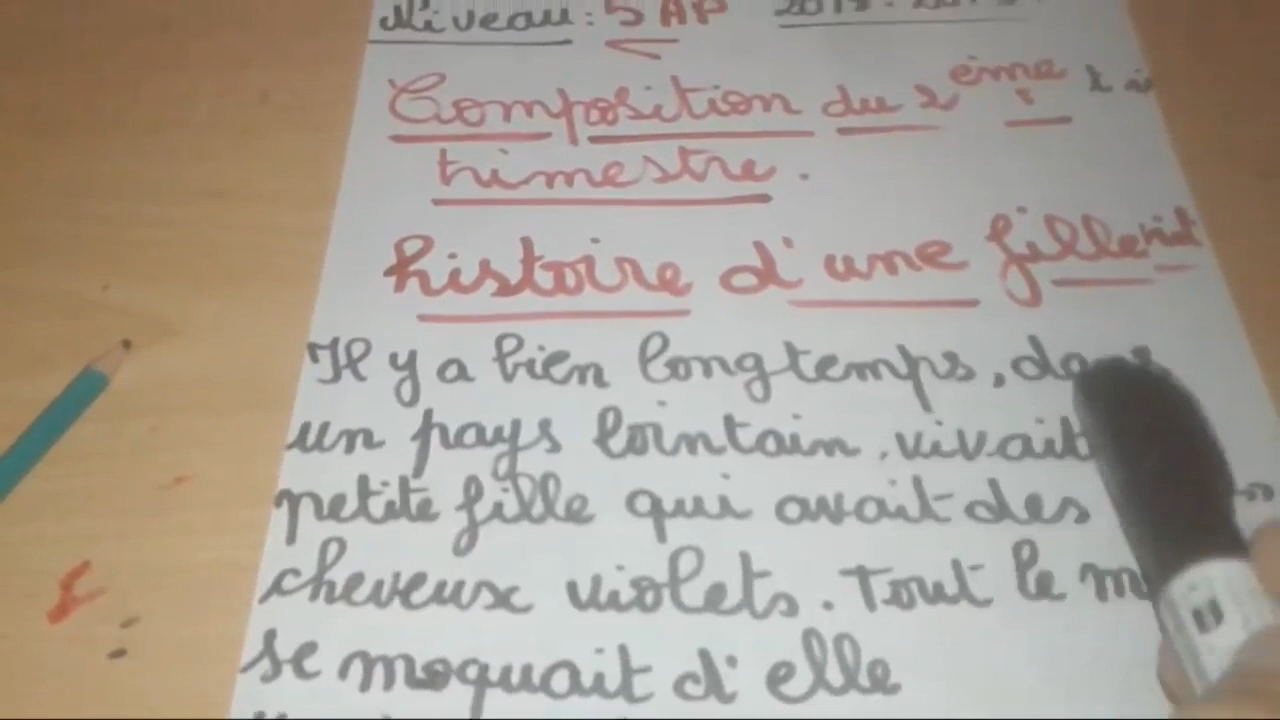 Niveau : 5 AP
Composition du 2ème
trimestre.
histoire d'une fille
Il y a bien longtemps, dans
un pays lointain, vivait
petite fille qui avait des
cheveux violets. Tout le
se moquait d'elle